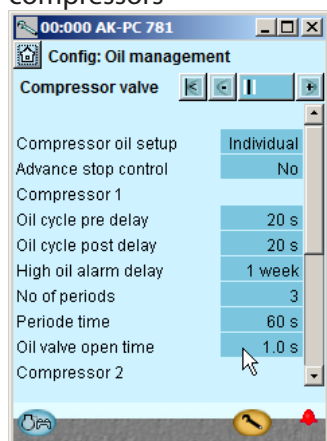 compressors
00:000 AK-PC 781
Config: Oil management
Compressor valve
Compressor oil setup Individual
Advance stop control No
Compressor 1
Oil cycle pre delay 20 s
Oil cycle post delay 20 s
High oil alarm delay 1 week
No of periods 3
Periode time 60 s
Oil valve open time 1.0 s
Compressor 2